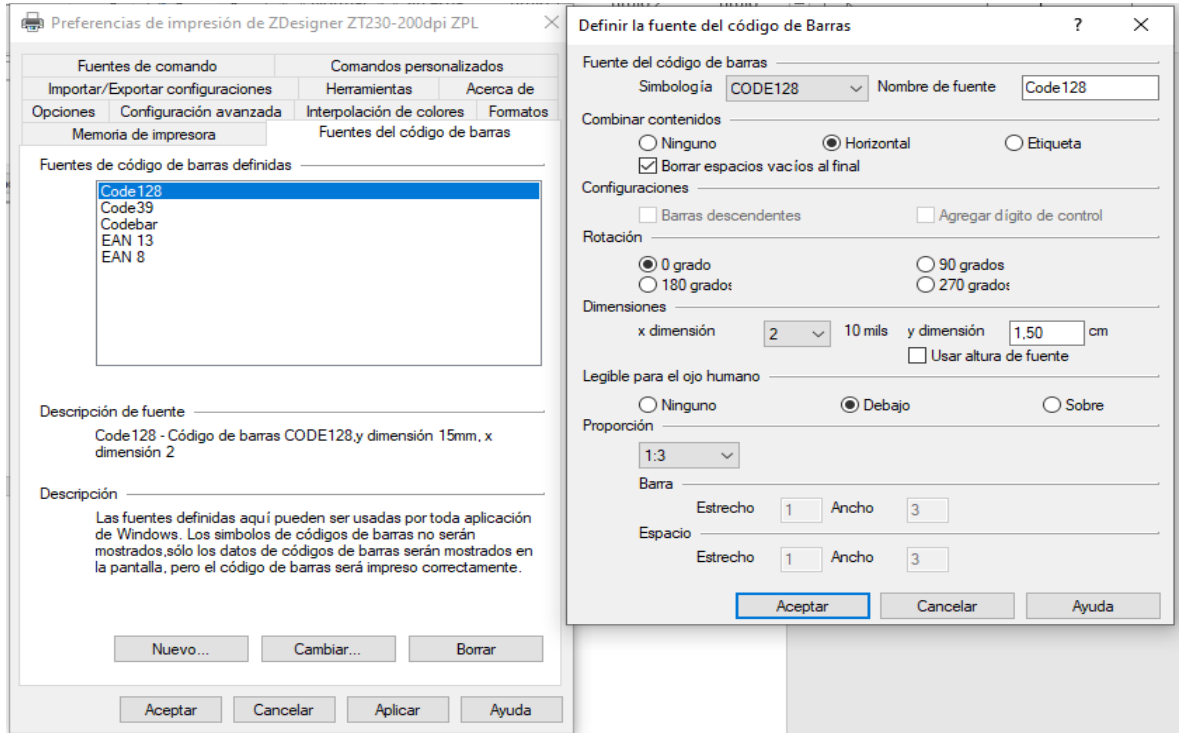 Preferencias de impresión de ZDesigner ZT230-200dpi ZPL
Fuentes de comando
Comandos personalizados
Importar/Exportar configuraciones
Herramientas
Acerca de
Opciones
Configuración avanzada
Interpolación de colores
Formatos
Memoria de impresora
Fuentes del código de barras
Fuentes de código de barras definidas
Code128
Code39
Codebar
EAN 13
EAN 8
Descripción de fuente
Code128 - Código de barras CODE128,y dimensión 15mm, x
dimensión 2
Descripción
Las fuentes definidas aquí pueden ser usadas por toda aplicación
de Windows. Los simbolos de códigos de barras no serán
mostrados,sólo los datos de códigos de barras serán mostrados en
la pantalla, pero el código de barras será impreso correctamente.
Nuevo...
Cambiar...
Borrar
Aceptar
Cancelar
Aplicar
Ayuda
Definir la fuente del código de Barras
?
Fuente del código de barras
Simbología CODE128 Nombre de fuente Code128
Combinar contenidos
Ninguno Horizontal Etiqueta
Borrar espacios vacíos al final
Configuraciones
Barras descendentes Agregar dígito de control
Rotación
0 grado 90 grados
180 grados 270 grados
Dimensiones
x dimensión 2 10 mils y dimensión 1,50 cm
Usar altura de fuente
Legible para el ojo humano
Ninguno Debajo Sobre
Proporción
1:3
Barra
Estrecho 1 Ancho 3
Espacio
Estrecho 1 Ancho 3
Aceptar Cancelar Ayuda